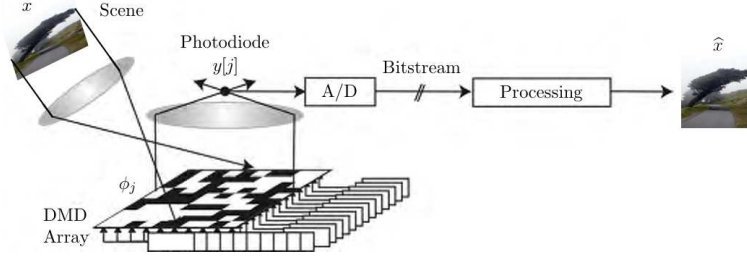 x
Scene
Photodiode
y[j]
A/D
Bitstream
Processing
x̂
ϕj
DMD
Array